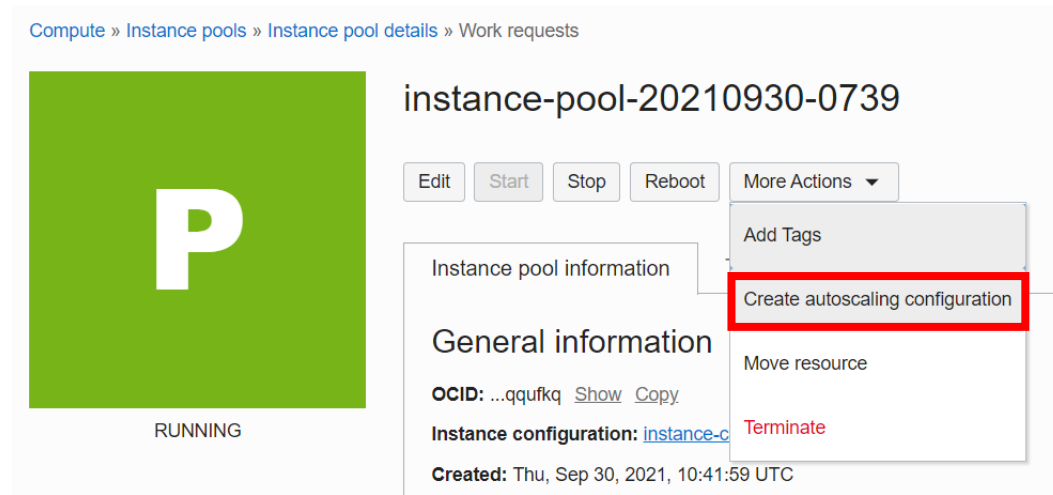 Compute » Instance pools » Instance pool details » Work requests
P
RUNNING
instance-pool-20210930-0739
Edit Start Stop Reboot More Actions
Add Tags
Create autoscaling configuration
Move resource
Terminate
Instance pool information
General information
OCID: ...qqufkq Show Copy
Instance configuration: instance-c
Created: Thu, Sep 30, 2021, 10:41:59 UTC